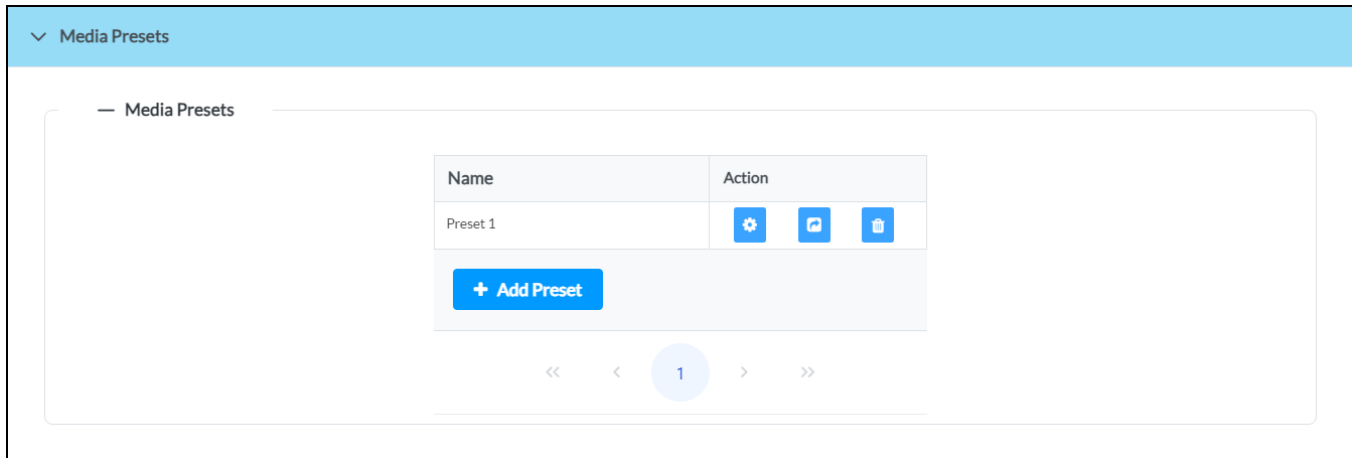 Media Presets
Media Presets
Name Action
Preset 1
+ Add Preset
« < 1 > »